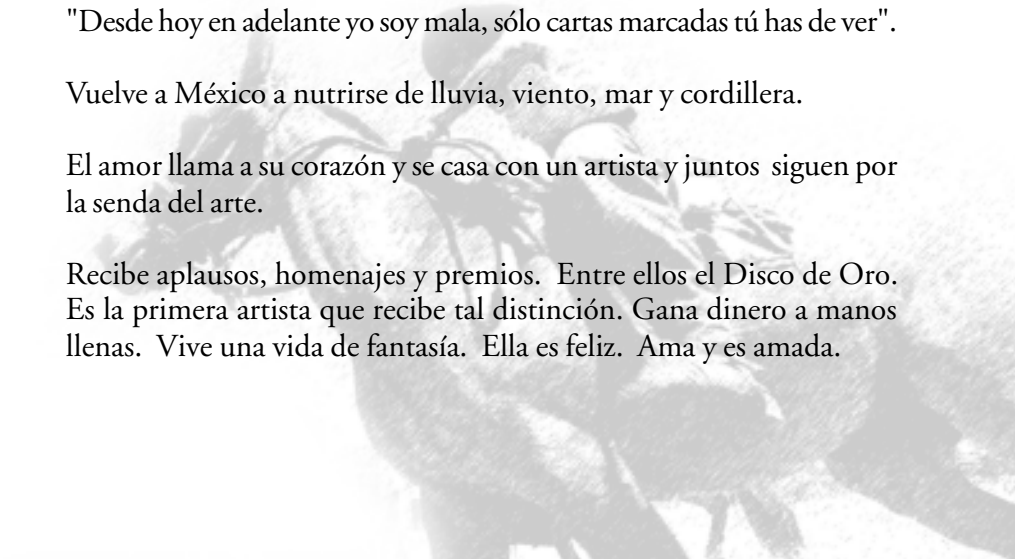 "Desde hoy en adelante yo soy mala, sólo cartas marcadas tú has de ver".
Vuelve a México a nutrirse de lluvia, viento, mar y cordillera.
El amor llama a su corazón y se casa con un artista y juntos siguen por
la senda del arte.
Recibe aplausos, homenajes y premios. Entre ellos el Disco de Oro.
Es la primera artista que recibe tal distinción. Gana dinero a manos
llenas. Vive una vida de fantasía. Ella es feliz. Ama y es amada.